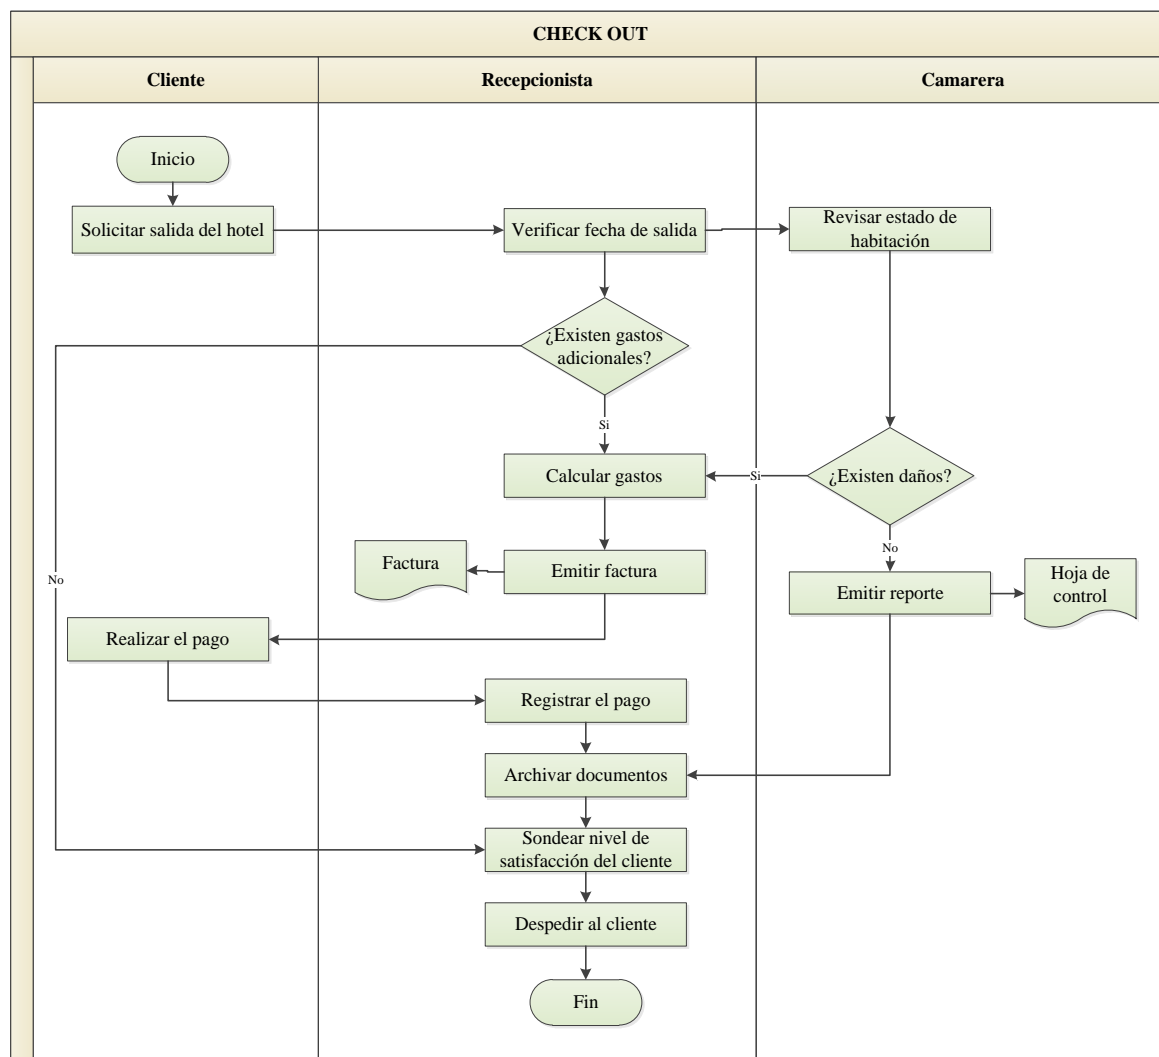 CHECK OUT
Cliente
Recepcionista
Camarera
Inicio
Solicitar salida del hotel
Verificar fecha de salida
Revisar estado de
habitación
¿Existen gastos
adicionales?
Si
Calcular gastos
Si
¿Existen daños?
No
Factura
Emitir factura
No
Emitir reporte
Hoja de
control
Realizar el pago
Registrar el pago
Archivar documentos
Sondear nivel de
satisfacción del cliente
Despedir al cliente
Fin